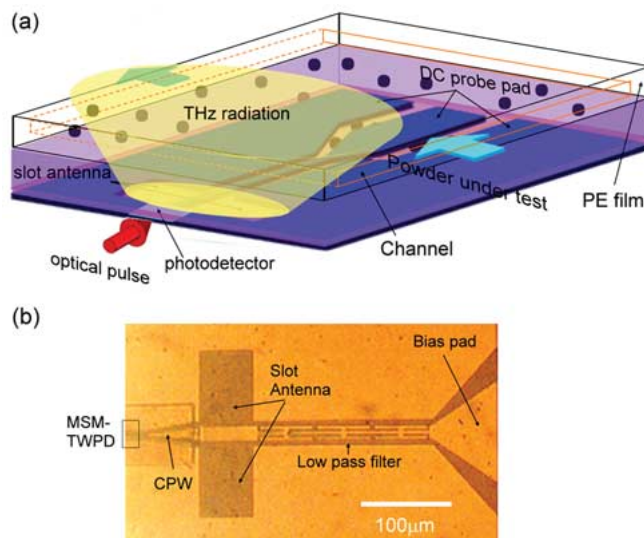 (a)
DC probe pad
THz radiation
slot antenna
Powder under test
PE film
Channel
photodetector
optical pulse
(b)
Bias pad
Slot
Antenna
MSM-
TWPD
Low pass filter
CPW
100μm